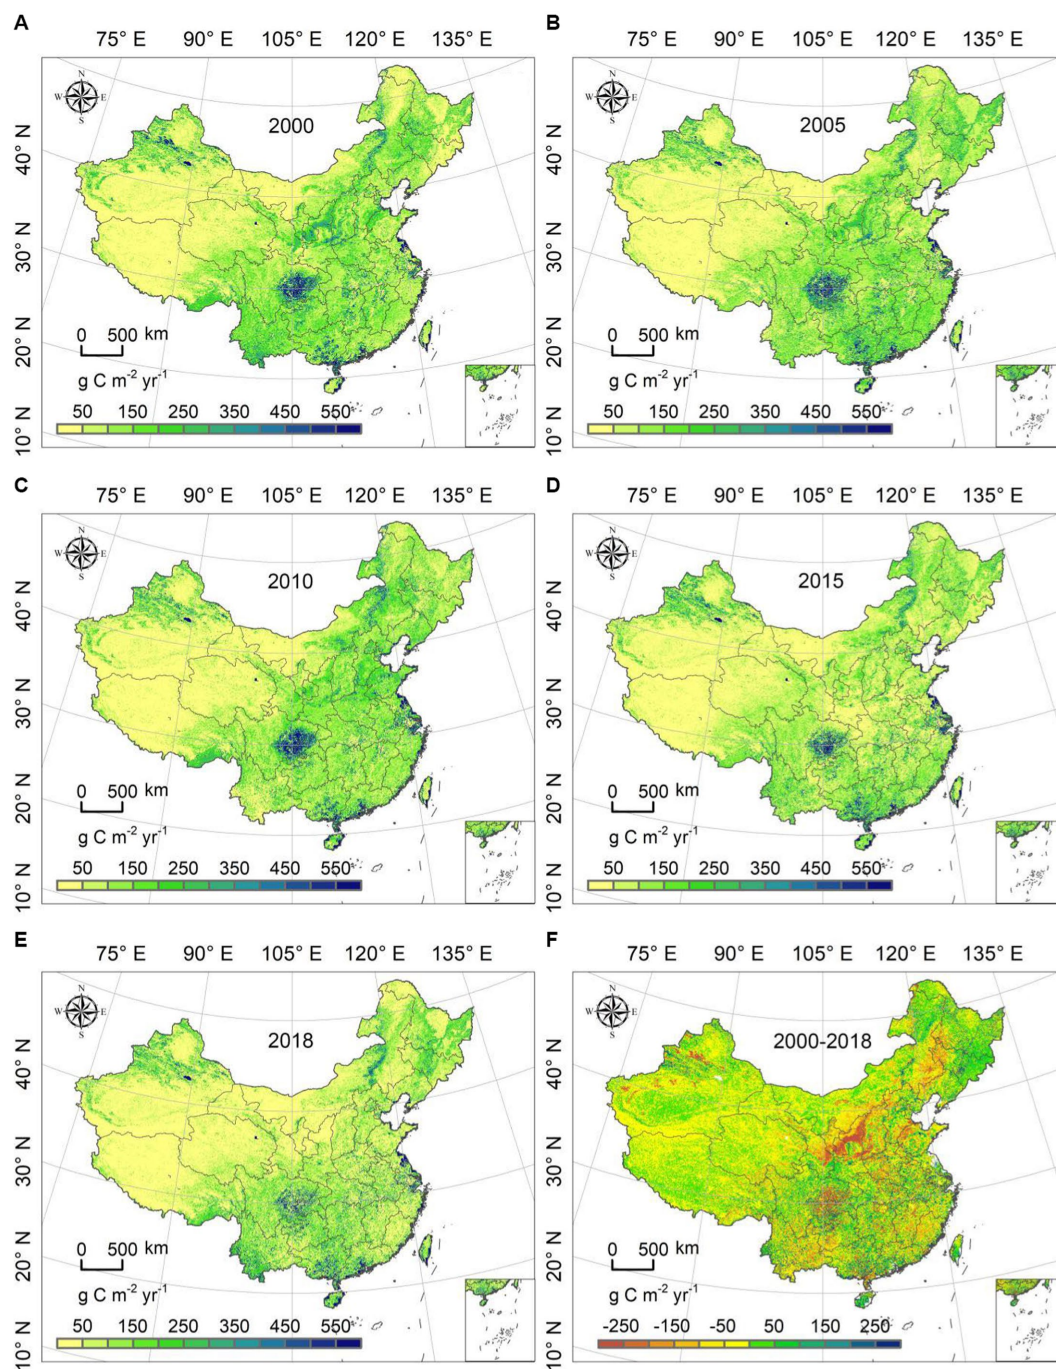 A
75° E 90° E 105° E 120° E 135° E
N
W E
S
2000
40° N
30° N
20° N
10° N
0 500 km
g C m-2 yr-1
50 150 250 350 450 550
B
75° E 90° E 105° E 120° E 135° E
N
W E
S
2005
40° N
30° N
20° N
10° N
0 500 km
g C m-2 yr-1
50 150 250 350 450 550
C
75° E 90° E 105° E 120° E 135° E
N
W E
S
2010
40° N
30° N
20° N
10° N
0 500 km
g C m-2 yr-1
50 150 250 350 450 550
D
75° E 90° E 105° E 120° E 135° E
N
W E
S
2015
40° N
30° N
20° N
10° N
0 500 km
g C m-2 yr-1
50 150 250 350 450 550
E
75° E 90° E 105° E 120° E 135° E
N
W E
S
2018
40° N
30° N
20° N
10° N
0 500 km
g C m-2 yr-1
50 150 250 350 450 550
F
75° E 90° E 105° E 120° E 135° E
N
W E
S
2000-2018
40° N
30° N
20° N
10° N
0 500 km
g C m-2 yr-1
-250 -150 -50 50 150 250